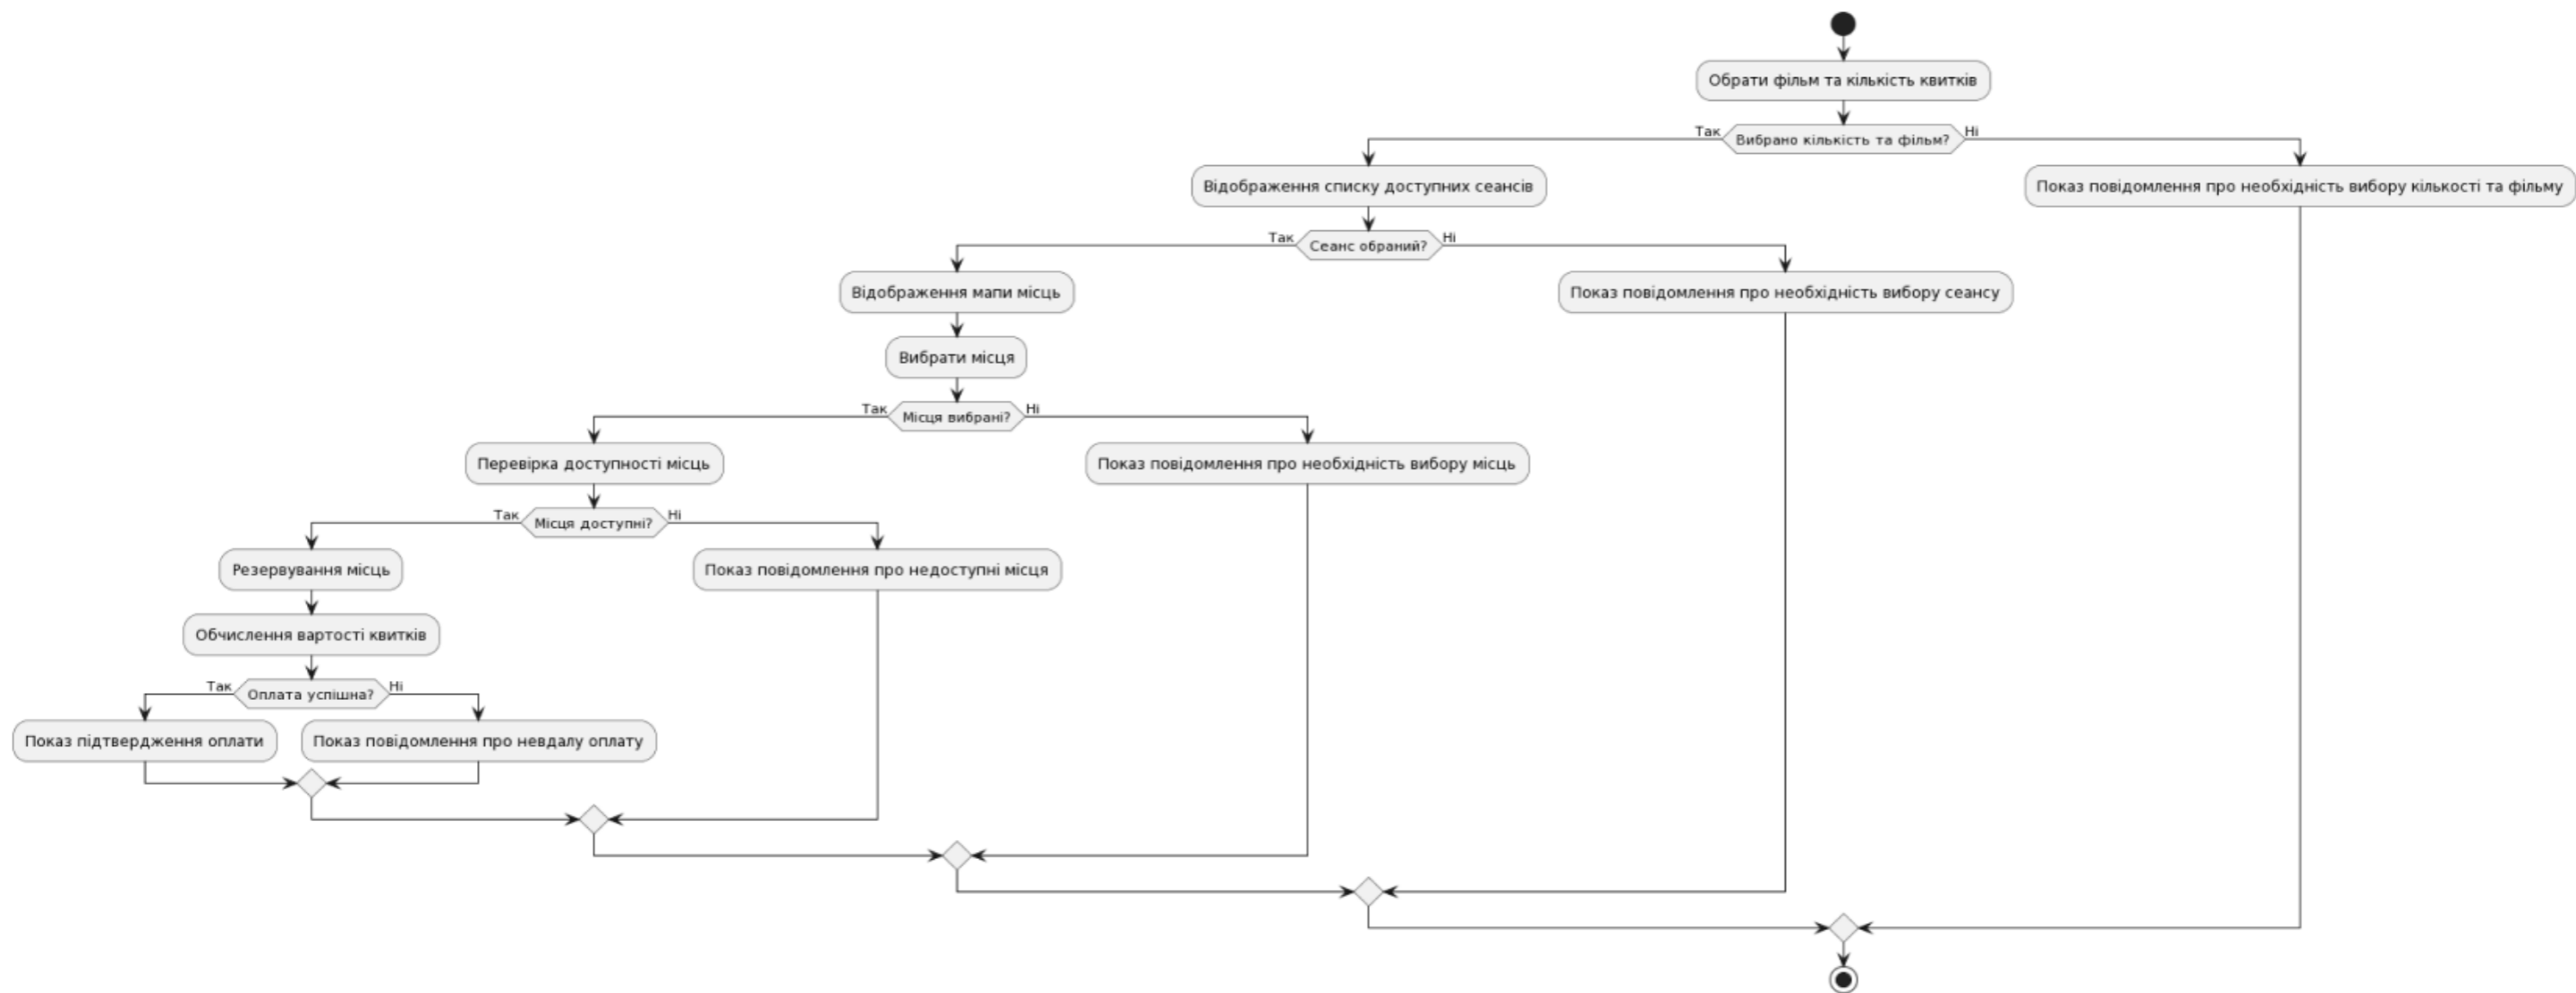 Обрати фільм та кількість квитків
Так
Вибрано кількість та фільм?
Ні
Відображення списку доступних сеансів
Показ повідомлення про необхідність вибору кількості та фільму
Так
Сеанс обраний?
Ні
Відображення мапи місць
Показ повідомлення про необхідність вибору сеансу
Вибрати місця
Так
Місця вибрані?
Ні
Перевірка доступності місць
Показ повідомлення про необхідність вибору місць
Так
Місця доступні?
Ні
Резервування місць
Показ повідомлення про недоступні місця
Обчислення вартості квитків
Так
Оплата успішна?
Ні
Показ підтвердження оплати
Показ повідомлення про невдалу оплату